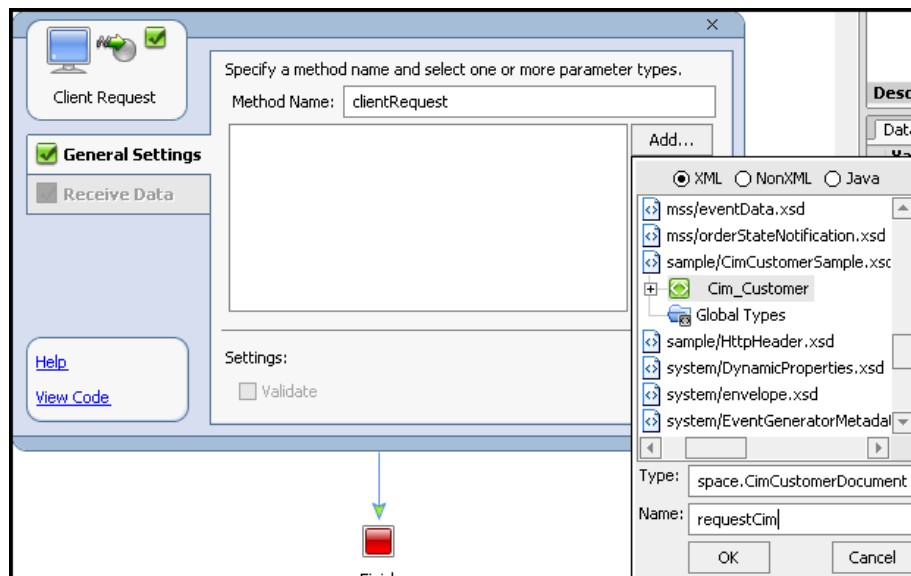 Client Request
Specify a method name and select one or more parameter types.
Method Name: clientRequest
General Settings
Receive Data
Add...
Desc
Data
XML NonXML Java
mss/eventData.xsd
mss/orderStateNotification.xsd
sample/CimCustomerSample.xsd
Cim_Customer
Global Types
sample/HttpHeader.xsd
system/DynamicProperties.xsd
system/envelope.xsd
system/EventGeneratorMetadat
Settings:
Validate
Help
View Code
Type: space.CimCustomerDocument
Name: requestCim
OK Cancel